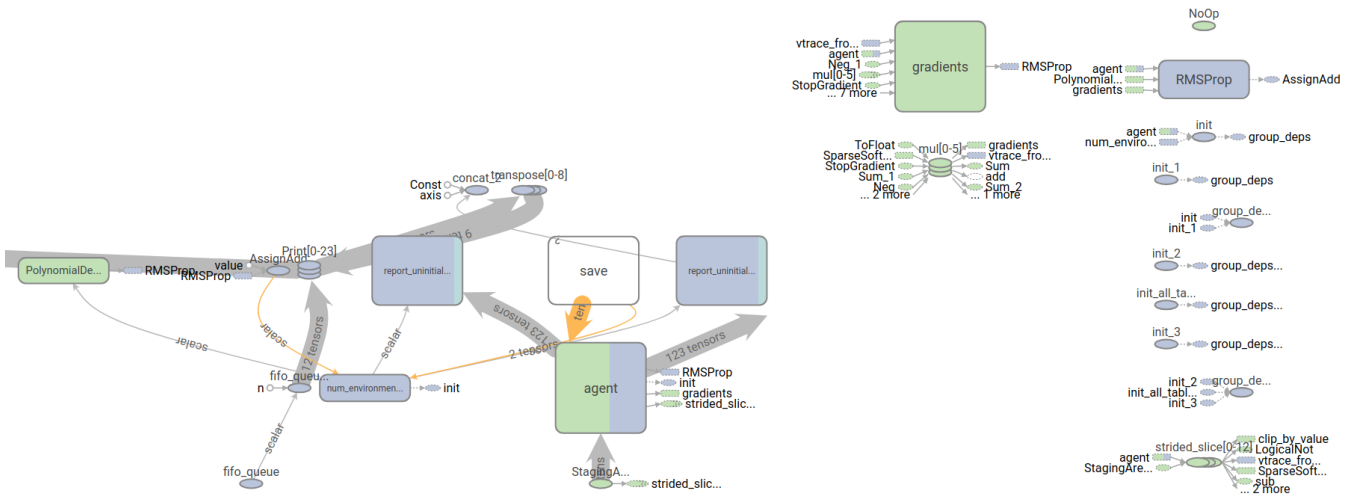 NoOp
vtrace_fro...
agent
Neg_1
mul[0-5]
StopGradient
... 7 more
gradients
RMSProp
agent
Polynomial...
gradients
RMSProp
AssignAdd
ToFloat
SparseSoft...
StopGradient
Sum_1
Neg
... 2 more
mul[0-5]
gradients
vtrace_fro...
Sum
add
Sum_2
... 1 more
init
agent
num_enviro...
group_deps
init_1
group_deps
group_de...
init
init_1
init_2
group_deps...
init_all_ta...
group_deps...
init_3
group_deps...
group_de...
init_2
init_all_tabl...
init_3
strided_slice[0-12]
agent
StagingAre...
clip_by_value
LogicalNot
vtrace_fro...
SparseSoft...
sub
... 2 more
Const
axis
concat_2
transpose[0-8]
PolynomialDe...
RMSProp
value
RMSProp
AssignAdd
Print[0-23]
report_uninitial...
save
report_uninitial...
scalar
scalar
12 tensors
scalar
123 tensors
ten
2 tensors
123 tensors
n
fifo_queu...
num_environmen...
init
agent
RMSProp
init
gradients
strided_slic...
scalar
fifo_queue
StagingA...
strided_slic...